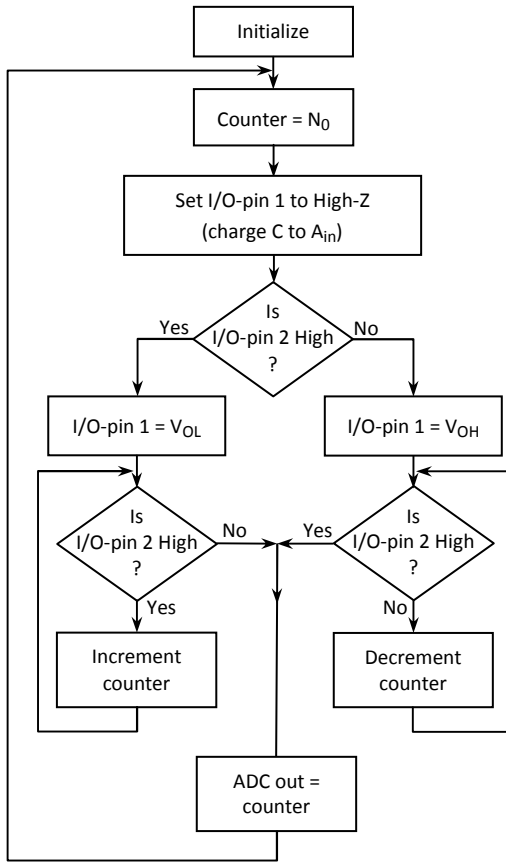 Initialize
Counter = N₀
Set I/O-pin 1 to High-Z
(charge C to Aᵢₙ)
Is
I/O-pin 2 High
?
Yes
No
I/O-pin 1 = V_OL
I/O-pin 1 = V_OH
Is
I/O-pin 2 High
?
No
Yes
Is
I/O-pin 2 High
?
Yes
No
Increment
counter
Decrement
counter
ADC out =
counter